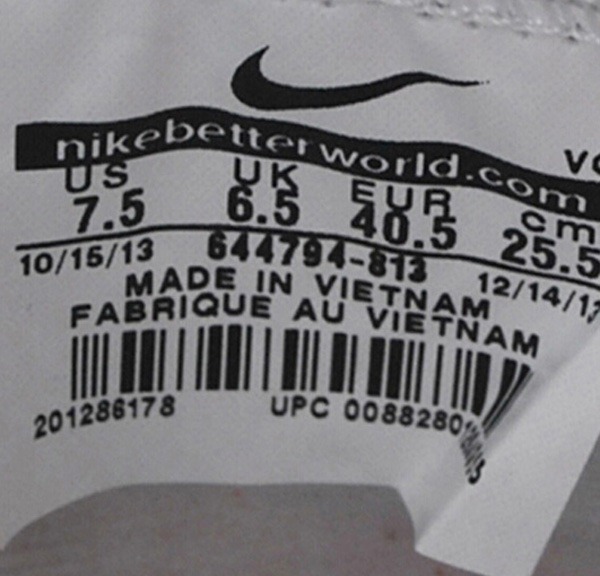 nikebetterworld.com
US UK EUR cm
7.5 6.5 40.5 25.5
10/15/13 644794-813
MADE IN VIETNAM
FABRIQUE AU VIETNAM
201286178 UPC 0088280